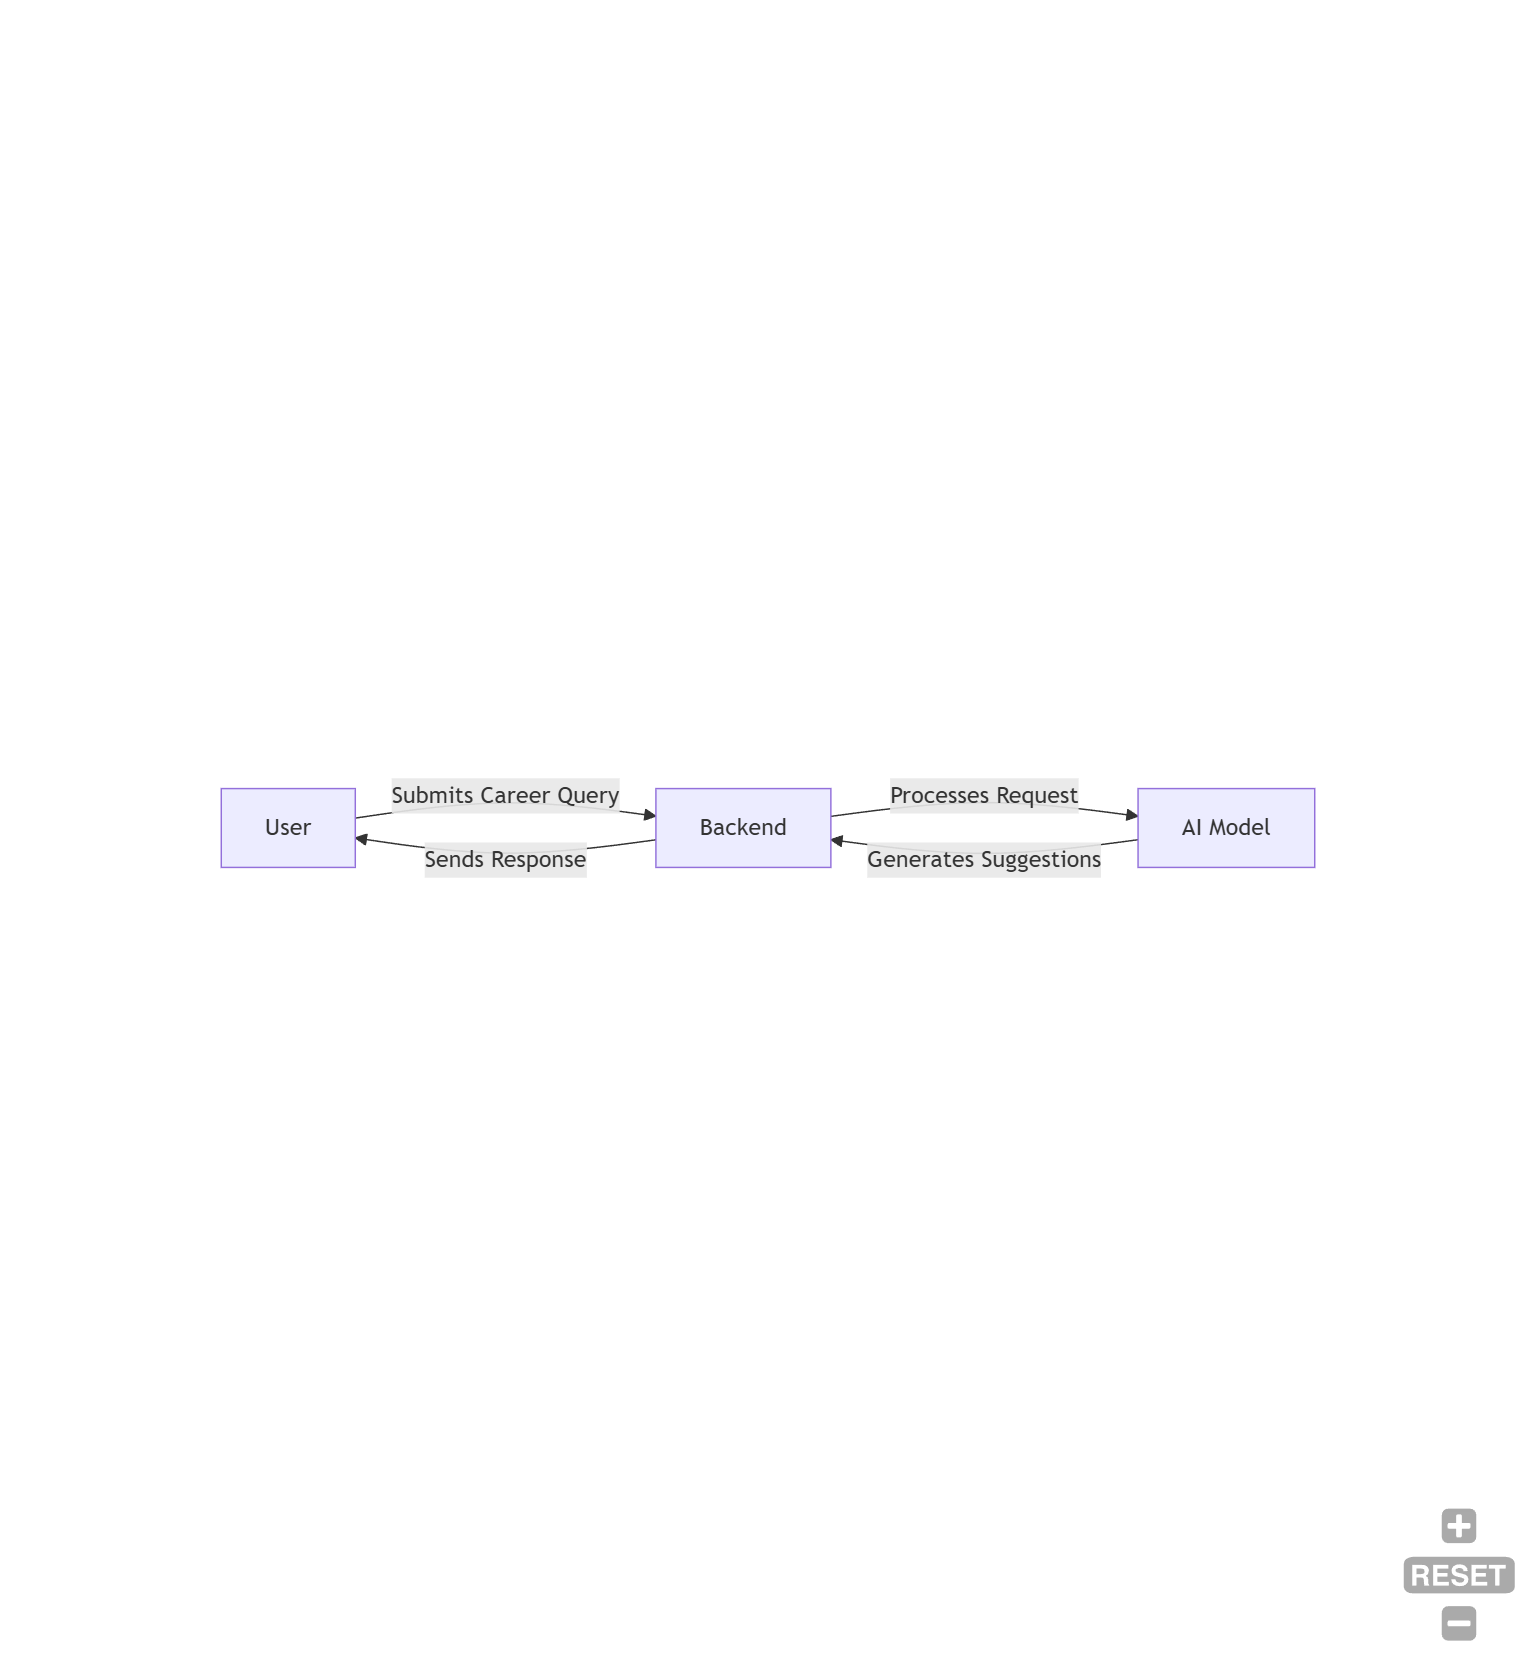 Submits Career Query
Processes Request
User
Backend
AI Model
Sends Response
Generates Suggestions
RESET